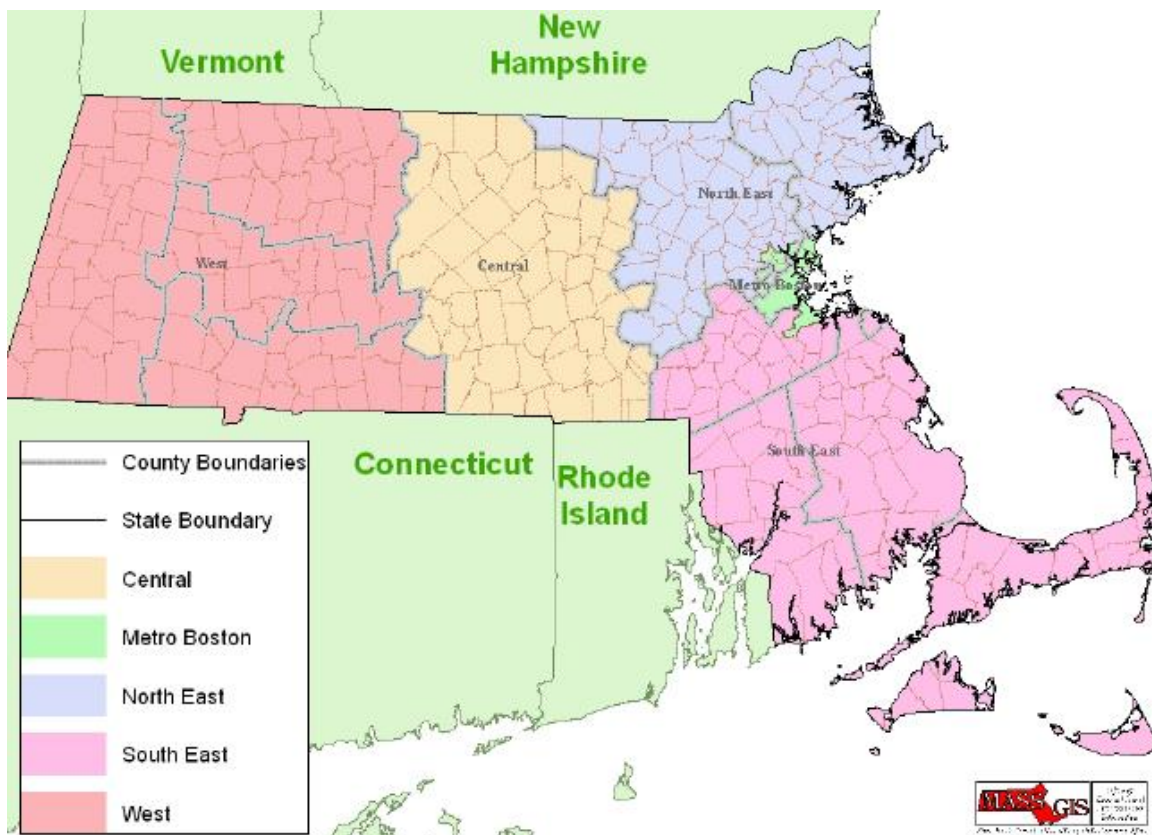 New
Hampshire
Vermont
North East
West
Central
Metro Boston
South East
Connecticut
Rhode
Island
County Boundaries
State Boundary
Central
Metro Boston
North East
South East
West
MASS GIS